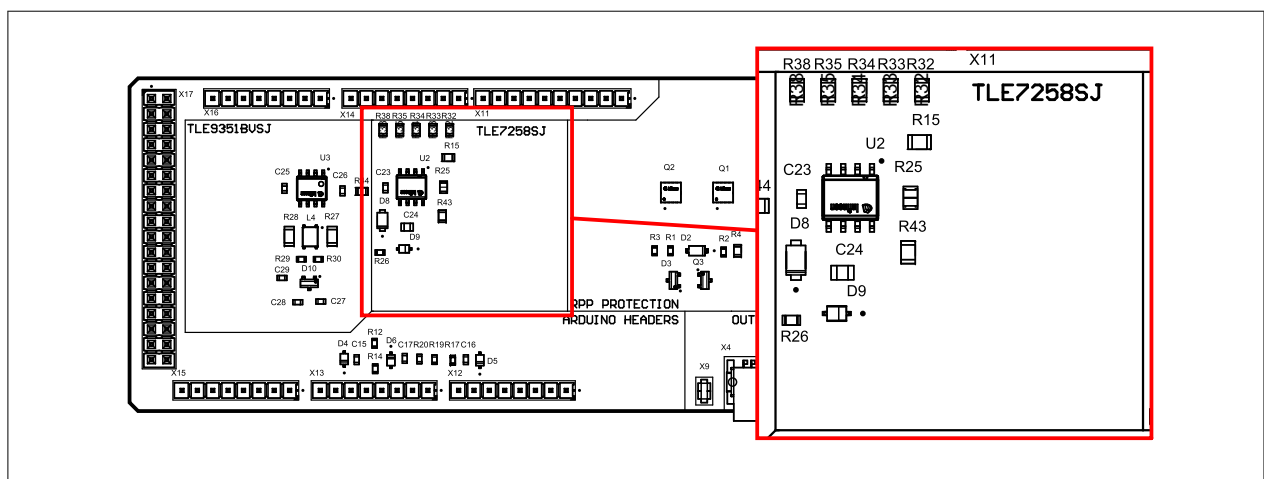 X17
X16
X14
X11
TLE9351BVSJ
R38 R35 R34 R33 R32
TLE7258SJ
R15
U3
U2
C25
C26
C23
R25
D8
R28
L4
R27
C24
R43
D9
R29
D10
R30
R26
C29
C28
C27
Q2
Q1
R3 R1 D2
R2 R4
D3
Q3
RPP PROTECTION
ARDUINO HEADERS
OUT
R12
D4 C15
D6
C17 R20 R19 R17 C16
R14
D5
X4
X9
X15
X13
X12
X11
R38 R35 R34 R33 R32
TLE7258SJ
R15
U2
R25
C23
44
Infineon
D8
R43
C24
D9
R26